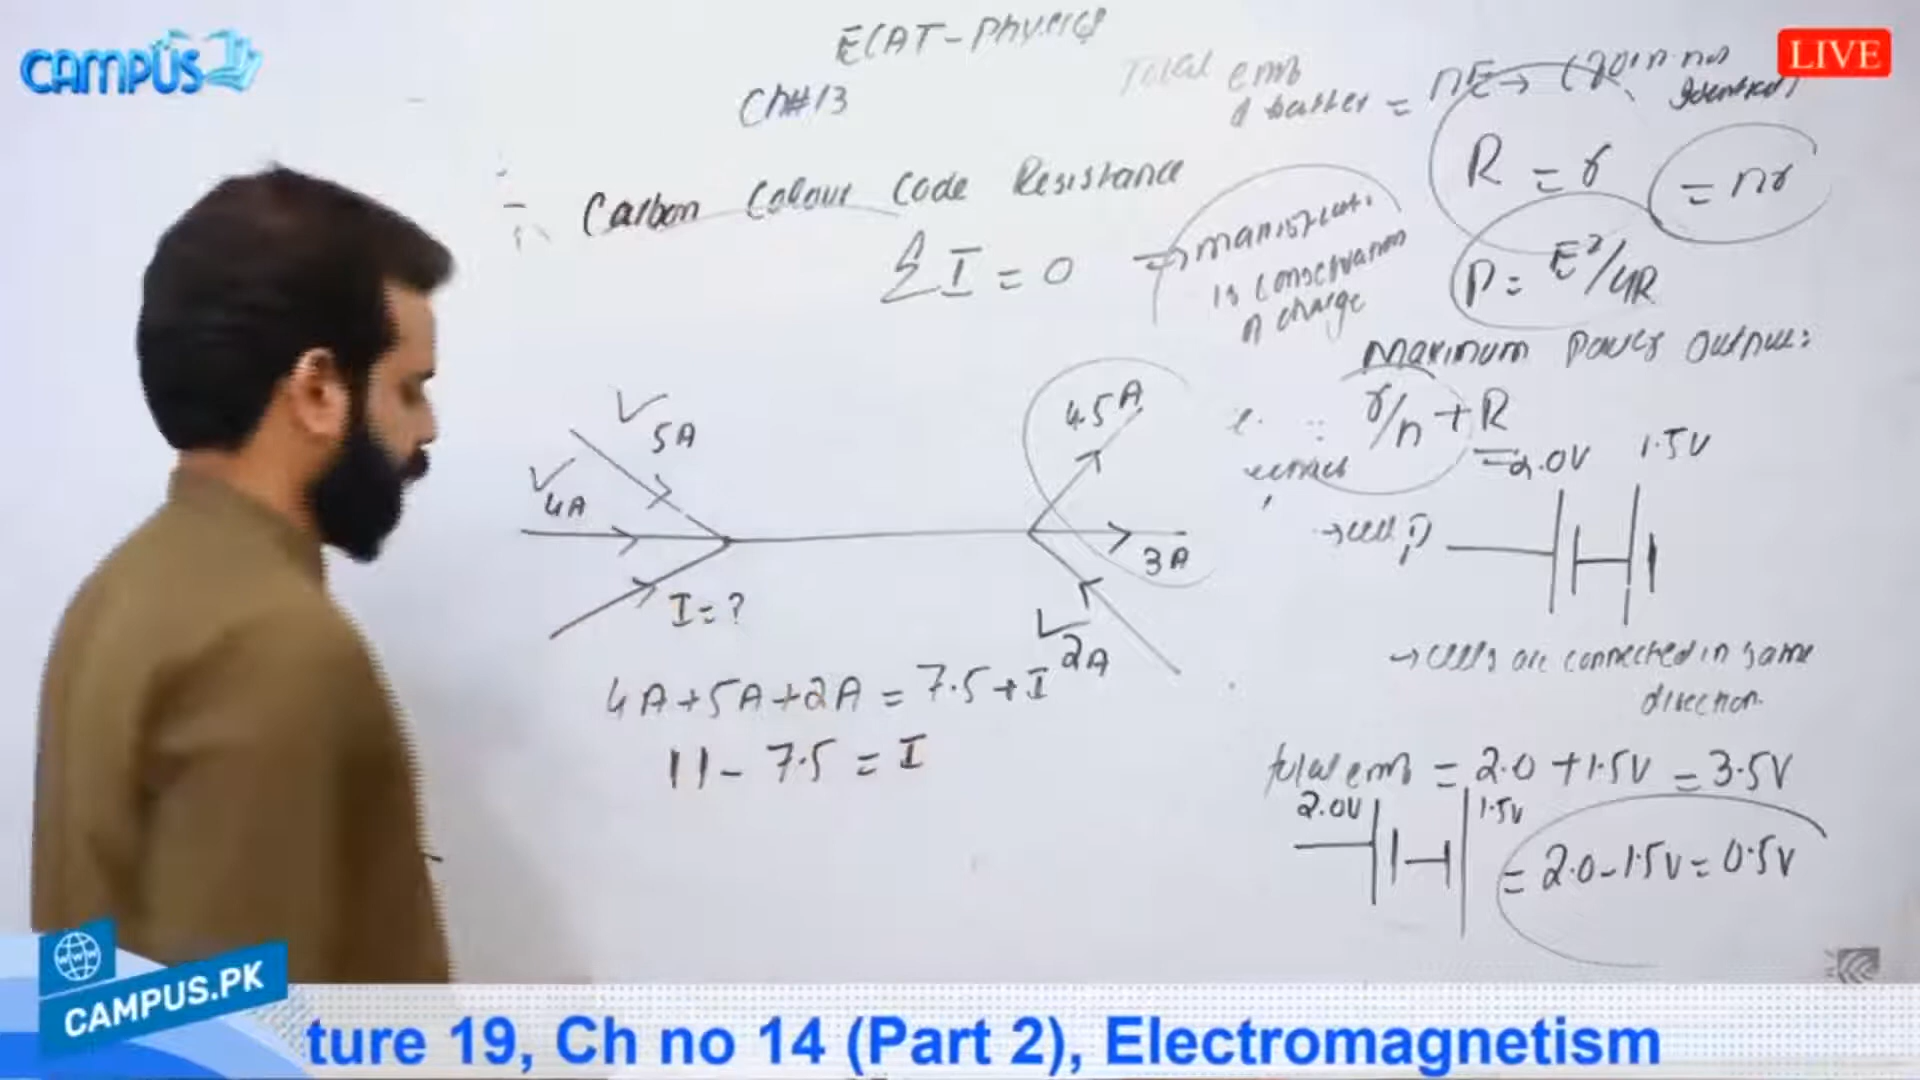 CAMPUS
LIVE
ECAT-Physics
Ch#13
Total emf
of batter = nE →
R = r
= nr
Carbon Colour Code Resistance
ΣI = 0 ⇒
is conservation
of charge
P = E²/4R
Maximum Power Output:
r/n + R
5A
4A
I = ?
4.5A
3A
2A
2.0V 1.5V
→ cell
→ cells are connected in same
direction.
4A+5A+2A = 7.5+I
11 - 7.5 = I
total emf = 2.0 + 1.5V = 3.5V
2.0V 1.5V
= 2.0-1.5V = 0.5V
www
CAMPUS.PK
ture 19, Ch no 14 (Part 2), Electromagnetism